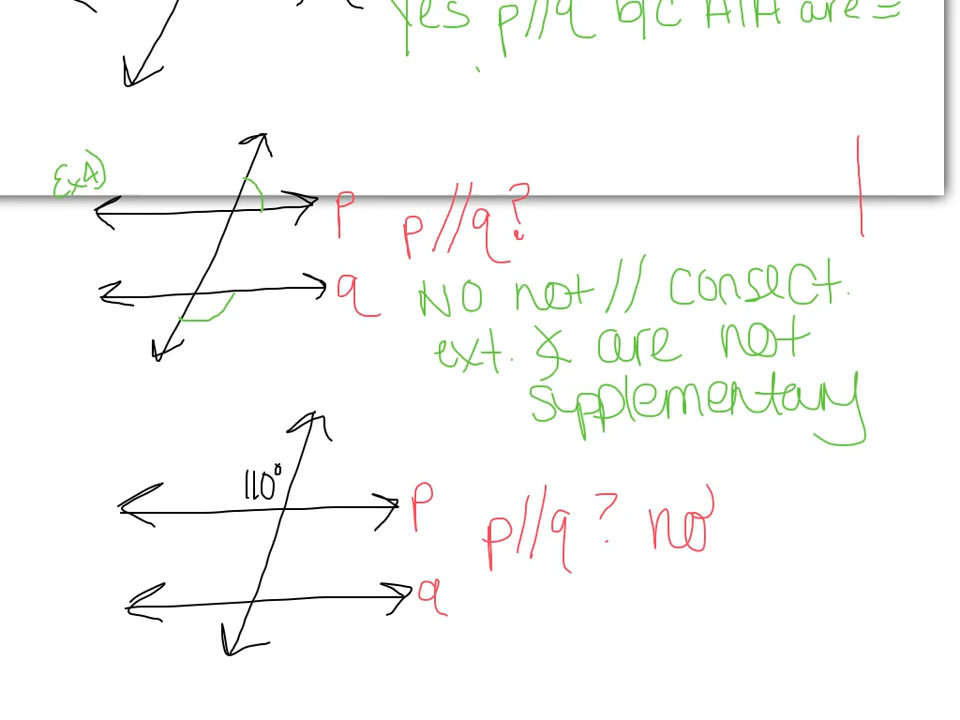 Yes p//q b/c AIA are =
Ex4)
p
p//q?
q
NO not // consect.
ext. ∡ are not
supplementary
110°
p
p//q? no
q